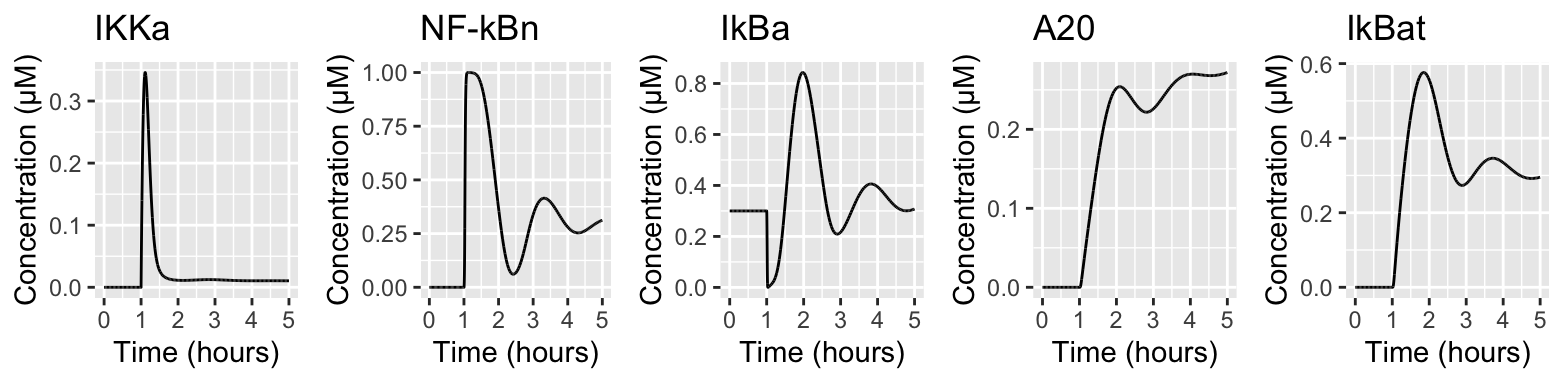 IKKa
NF-kBn
IkBa
A20
IkBat
Concentration (µM)
0.3
0.2
0.1
0.0
0 1 2 3 4 5
Time (hours)
Concentration (µM)
1.00
0.75
0.50
0.25
0.00
0 1 2 3 4 5
Time (hours)
Concentration (µM)
0.8
0.6
0.4
0.2
0.0
0 1 2 3 4 5
Time (hours)
Concentration (µM)
0.2
0.1
0.0
0 1 2 3 4 5
Time (hours)
Concentration (µM)
0.6
0.4
0.2
0.0
0 1 2 3 4 5
Time (hours)